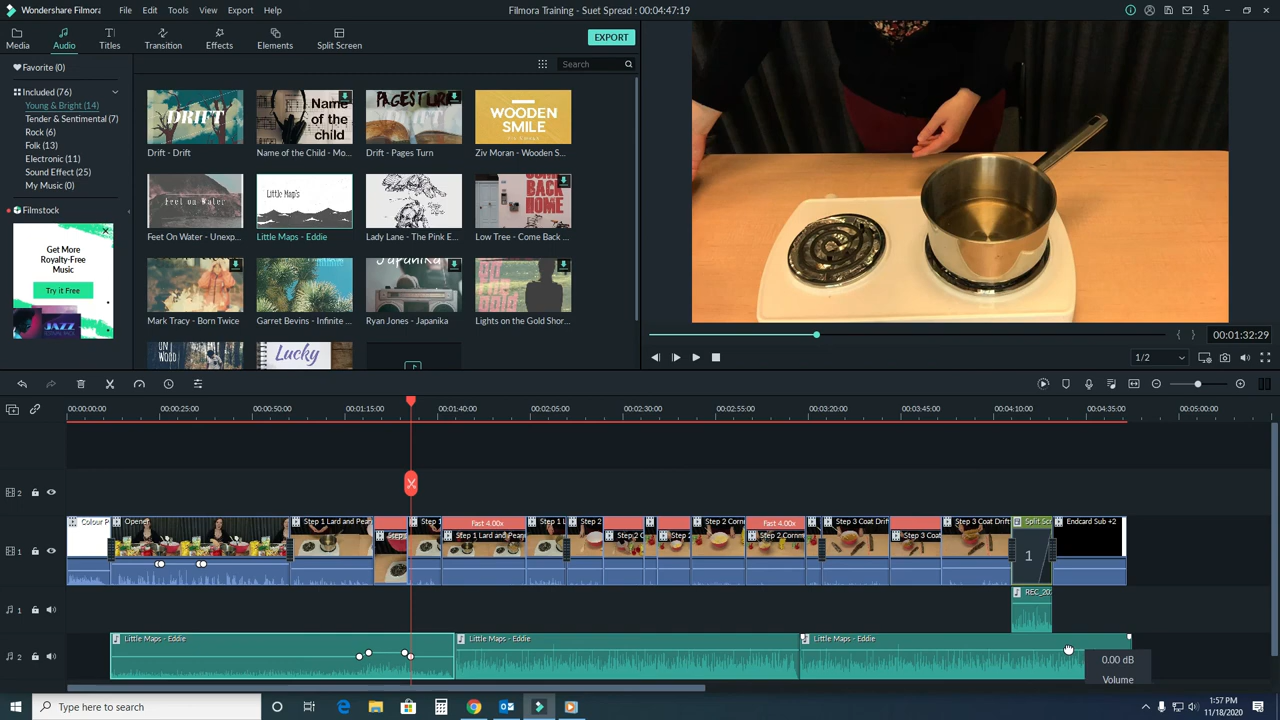 Wondershare Filmora
File
Edit
Tools
View
Export
Help
Filmora Training - Suet Spread : 00:04:47:19
Media
Audio
Titles
Transition
Effects
Elements
Split Screen
EXPORT
Favorite (0)
Included (76)
Young & Bright (14)
Tender & Sentimental (7)
Rock (6)
Folk (13)
Electronic (11)
Sound Effect (25)
My Music (0)
Filmstock
Get More
Royalty-Free
Music
Try it Free
JAZZ
Search
DRIFT
Name
of the
child
PAGES TURN
WOODEN
SMILE
Drift - Drift
Name of the Child - Mo...
Drift - Pages Turn
Ziv Moran - Wooden S...
Feet on Water
Little Maps
COME
BACK
HOME
Feet On Water - Unexp...
Little Maps - Eddie
Lady Lane - The Pink E...
Low Tree - Come Back ...
Japanika
Mark Tracy - Born Twice
Garret Bevins - Infinite ...
Ryan Jones - Japanika
Lights on the Gold Shor...
ON WOOD
Lucky
00:01:32:29
1/2
00:00:00:00
00:00:25:00
00:00:50:00
00:01:15:00
00:01:40:00
00:02:05:00
00:02:30:00
00:02:55:00
00:03:20:00
00:03:45:00
00:04:10:00
00:04:35:00
00:05:00:00
2
Fast 4.00x
Fast 4.00x
Colour P
Opener
Step 1 Lard and Pean
Step 1
Step 1 L
Step 2
Step 2 Corn
Step 3 Coat Drif
Step 3 Coat Drif
Split Scr
Endcard Sub +2
Step
Step 1 Lard and Pean
Step 2 C
Step 2
Step 2 Cornm
Step 3 Coat
1
1
1
REC_20
Little Maps - Eddie
Little Maps - Eddie
Little Maps - Eddie
2
0.00 dB
Volume
Type here to search
1:57 PM
11/18/2020